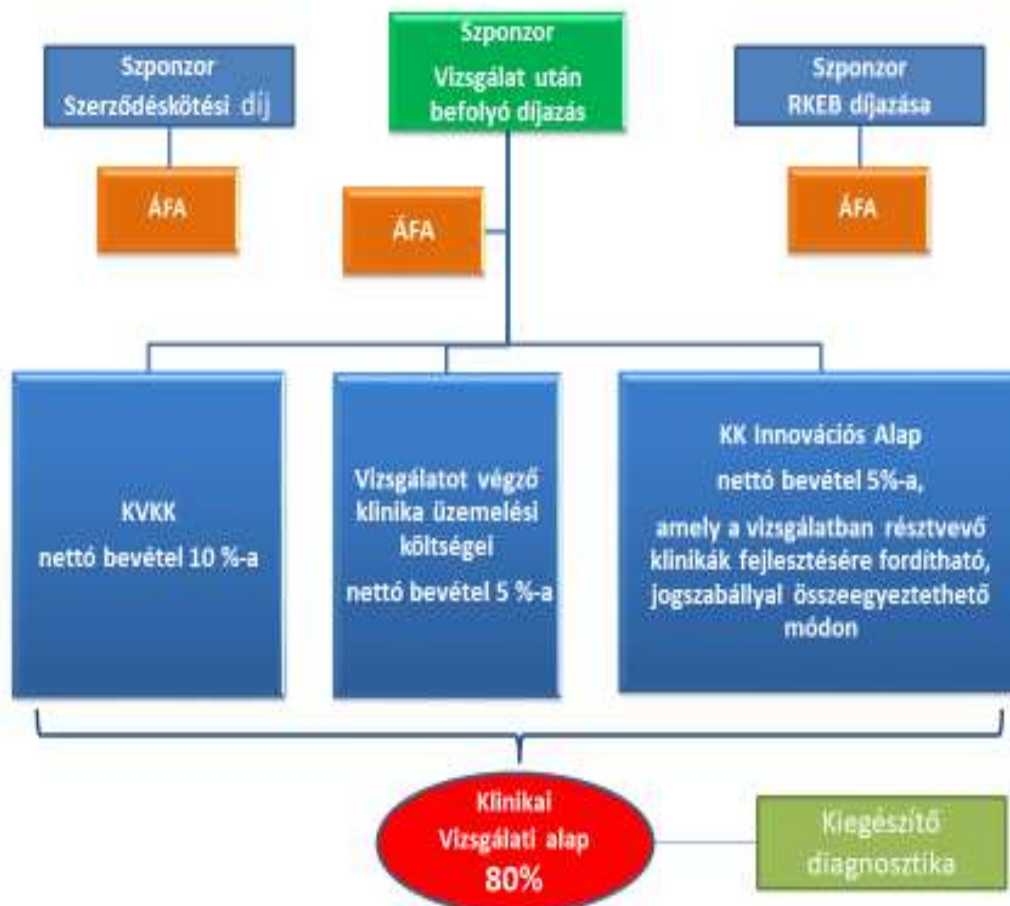 Szponzor
Szerződéskötési díj
Szponzor
Vizsgálat után
befolyó díjazás
Szponzor
RKEB díjazása
ÁFA
ÁFA
ÁFA
KVKK
nettó bevétel 10 %-a
Vizsgálatot végző
klinika üzemelési
költségei
nettó bevétel 5 %-a
KK Innovációs Alap
nettó bevétel 5%-a,
amely a vizsgálatban résztvevő
klinikák fejlesztésére fordítható,
jogszabállyal összeegyeztethető
módon
Klinikai
Vizsgálati alap
80%
Kiegészítő
diagnosztika